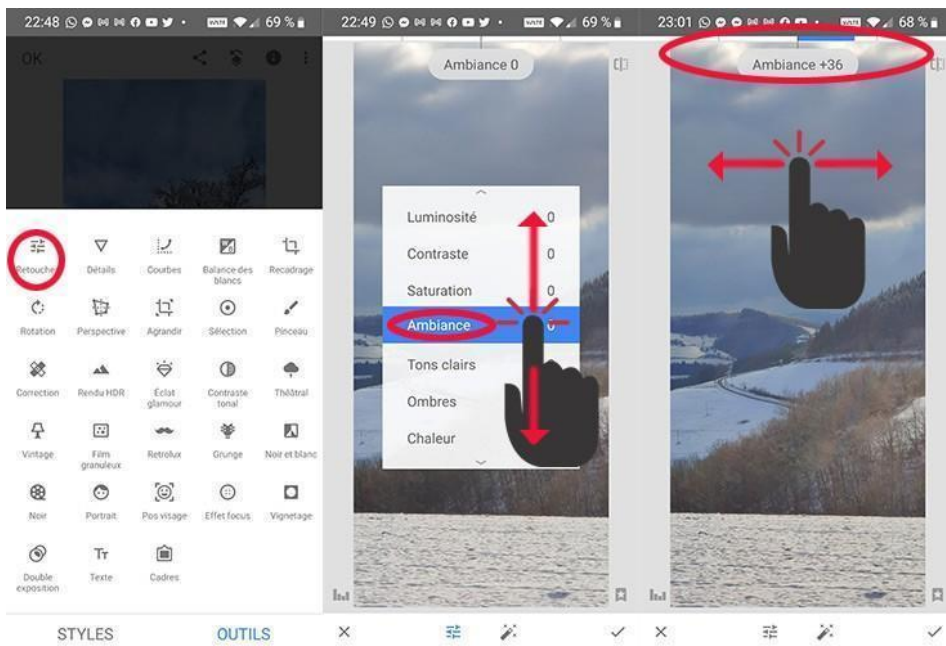 22:48 69 %
OK
Retouche
Détails
Courbes
Balance des
blancs
Recadrage
Rotation
Perspective
Agrandir
Sélection
Pinceau
Correction
Rendu HDR
Éclat
glamour
Contraste
tonal
Théâtral
Vintage
Film
granuleux
Retrolux
Grunge
Noir et blanc
Noir
Portrait
Pos visage
Effet focus
Vignetage
Double
exposition
Texte
Cadres
STYLES
OUTILS
22:49 69 %
Ambiance 0
Luminosité 0
Contraste 0
Saturation 0
Ambiance 0
Tons clairs
Ombres
Chaleur
23:01 68 %
Ambiance +36